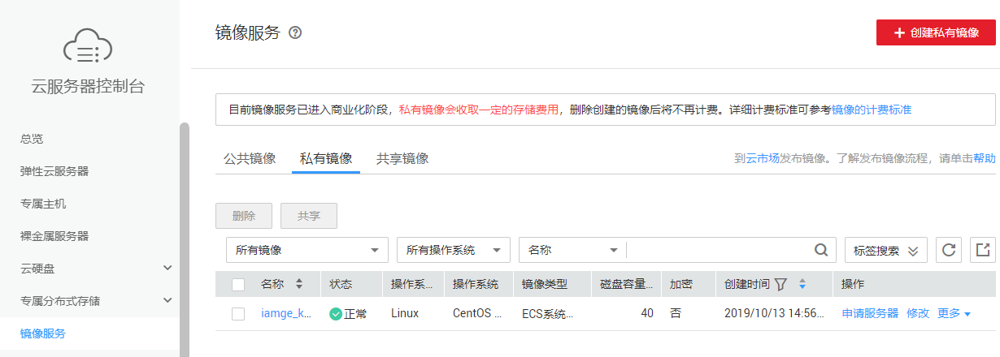 云服务器控制台
总览
弹性云服务器
专属主机
裸金属服务器
云硬盘
专属分布式存储
镜像服务
镜像服务 ?
+ 创建私有镜像
目前镜像服务已进入商业化阶段，私有镜像会收取一定的存储费用，删除创建的镜像后将不再计费。详细计费标准可参考镜像的计费标准
公共镜像 私有镜像 共享镜像 到云市场发布镜像。了解发布镜像流程，请单击帮助
删除 共享
所有镜像 所有操作系统 名称 标签搜索
名称 状态 操作系... 操作系统 镜像类型 磁盘容量... 加密 创建时间 操作
iamge_k... 正常 Linux CentOS ... ECS系统... 40 否 2019/10/13 14:56... 申请服务器 修改 更多